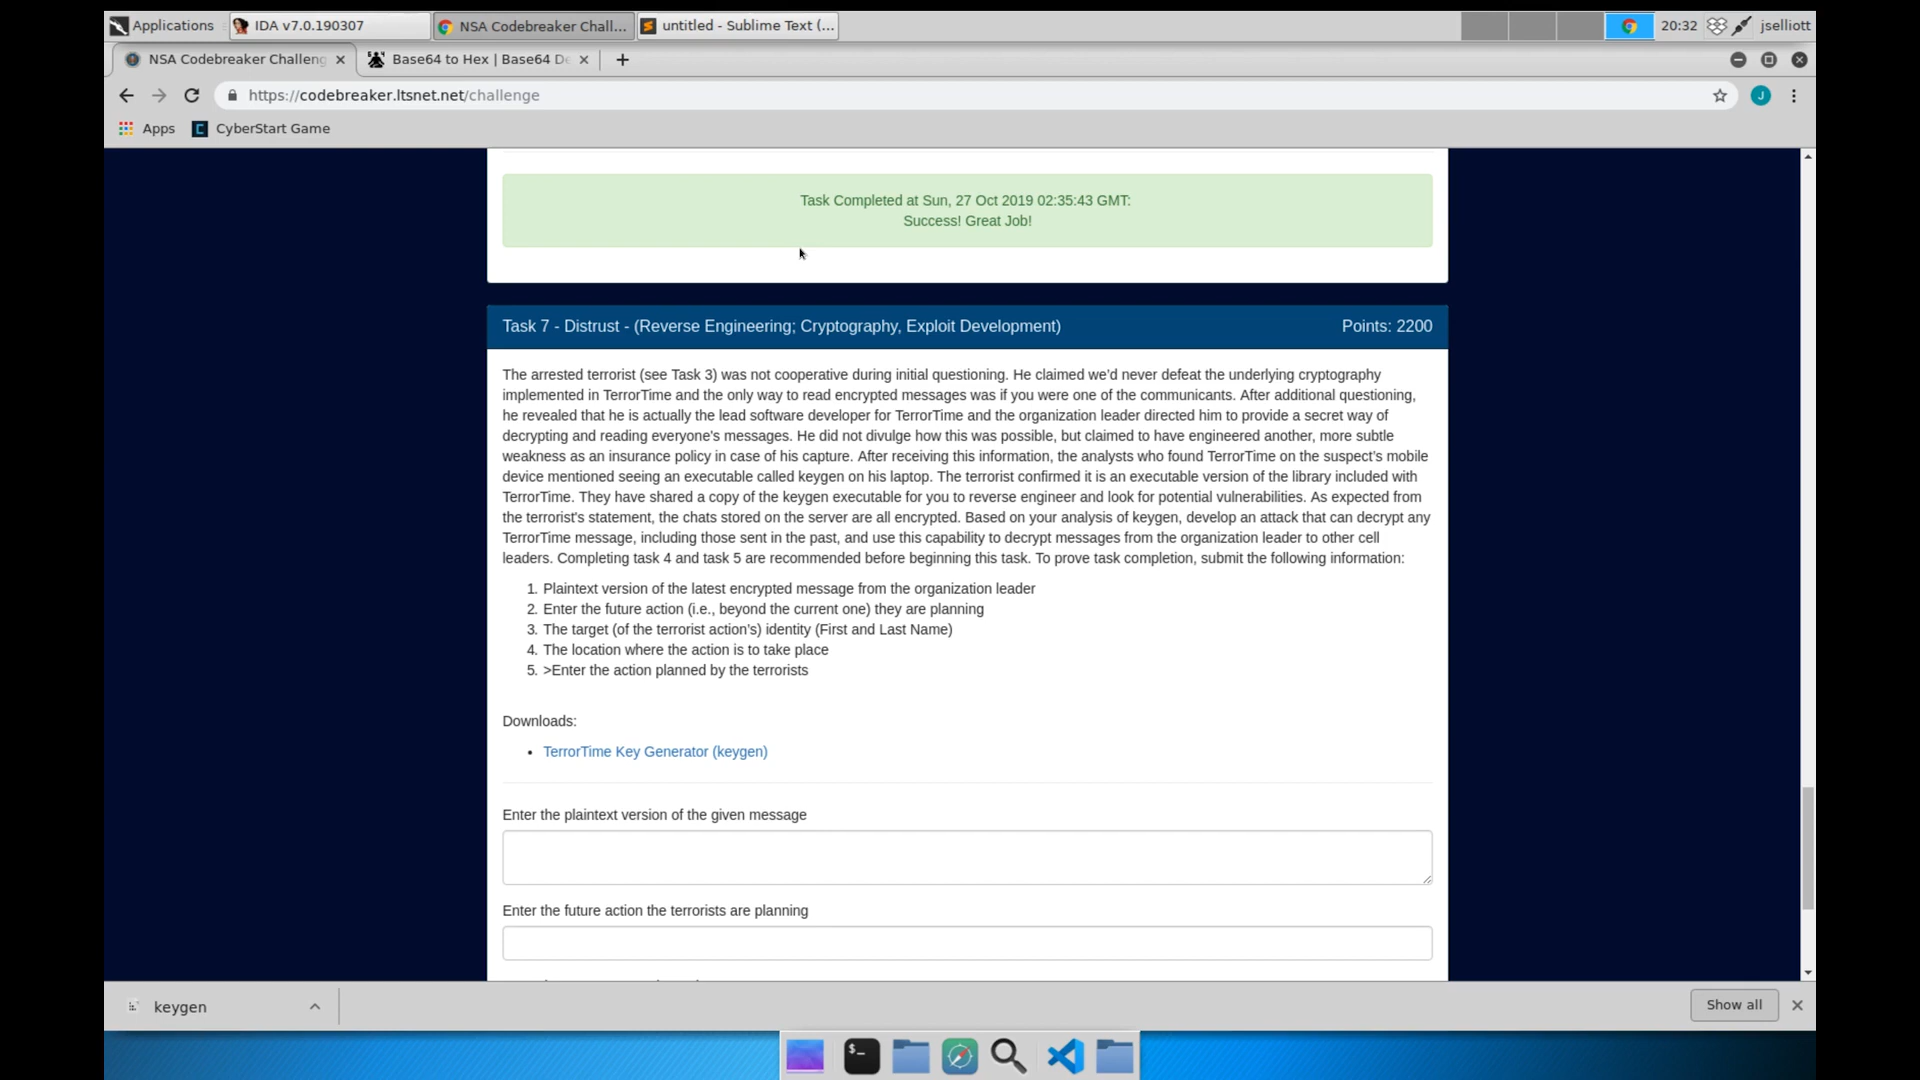 Applications
IDA v7.0.190307
NSA Codebreaker Chall...
untitled - Sublime Text (...
20:32
jselliott
NSA Codebreaker Challeng
Base64 to Hex | Base64 De
https://codebreaker.ltsnet.net/challenge
J
Apps
CyberStart Game
Task Completed at Sun, 27 Oct 2019 02:35:43 GMT:
Success! Great Job!
Task 7 - Distrust - (Reverse Engineering; Cryptography, Exploit Development)
Points: 2200
The arrested terrorist (see Task 3) was not cooperative during initial questioning. He claimed we'd never defeat the underlying cryptography
implemented in TerrorTime and the only way to read encrypted messages was if you were one of the communicants. After additional questioning,
he revealed that he is actually the lead software developer for TerrorTime and the organization leader directed him to provide a secret way of
decrypting and reading everyone's messages. He did not divulge how this was possible, but claimed to have engineered another, more subtle
weakness as an insurance policy in case of his capture. After receiving this information, the analysts who found TerrorTime on the suspect's mobile
device mentioned seeing an executable called keygen on his laptop. The terrorist confirmed it is an executable version of the library included with
TerrorTime. They have shared a copy of the keygen executable for you to reverse engineer and look for potential vulnerabilities. As expected from
the terrorist's statement, the chats stored on the server are all encrypted. Based on your analysis of keygen, develop an attack that can decrypt any
TerrorTime message, including those sent in the past, and use this capability to decrypt messages from the organization leader to other cell
leaders. Completing task 4 and task 5 are recommended before beginning this task. To prove task completion, submit the following information:
1. Plaintext version of the latest encrypted message from the organization leader
2. Enter the future action (i.e., beyond the current one) they are planning
3. The target (of the terrorist action's) identity (First and Last Name)
4. The location where the action is to take place
5. >Enter the action planned by the terrorists
Downloads:
• TerrorTime Key Generator (keygen)
Enter the plaintext version of the given message
Enter the future action the terrorists are planning
keygen
Show all
$_